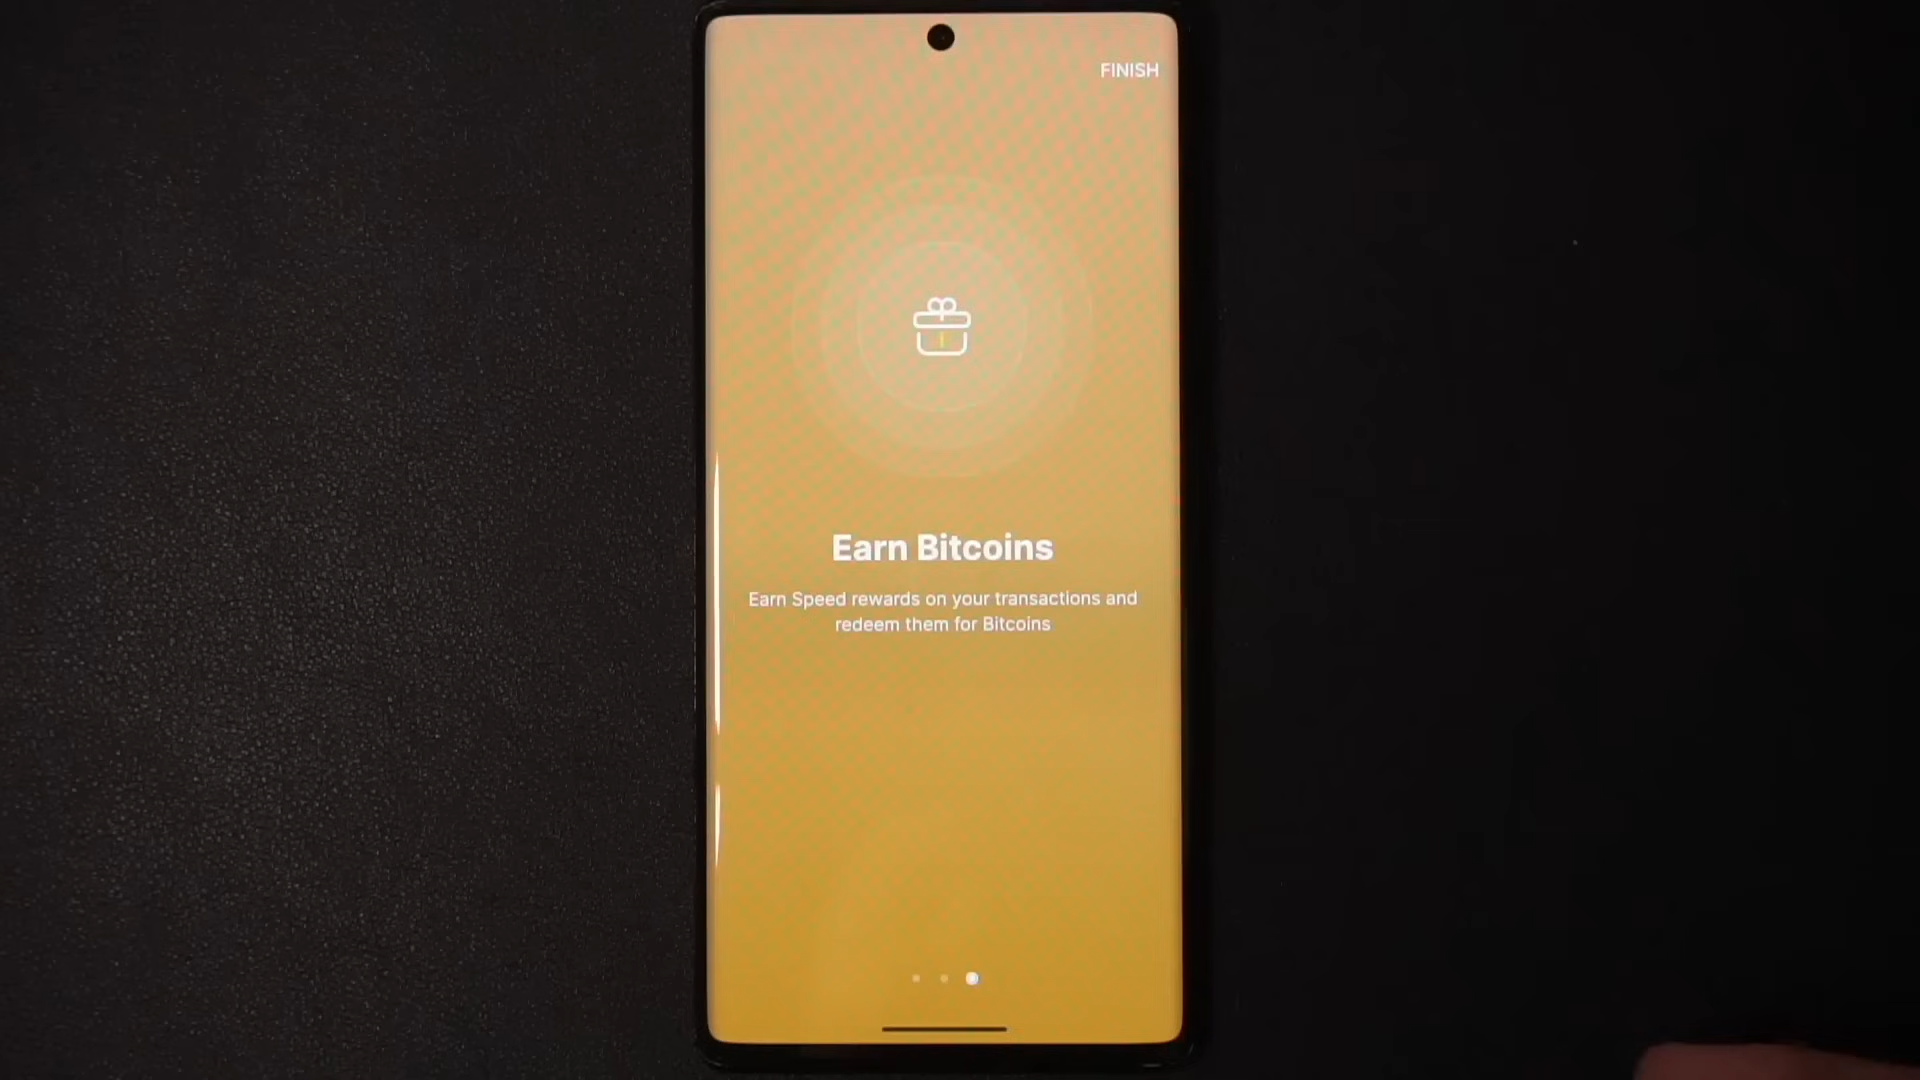 FINISH
Earn Bitcoins
Earn Speed rewards on your transactions and
redeem them for Bitcoins